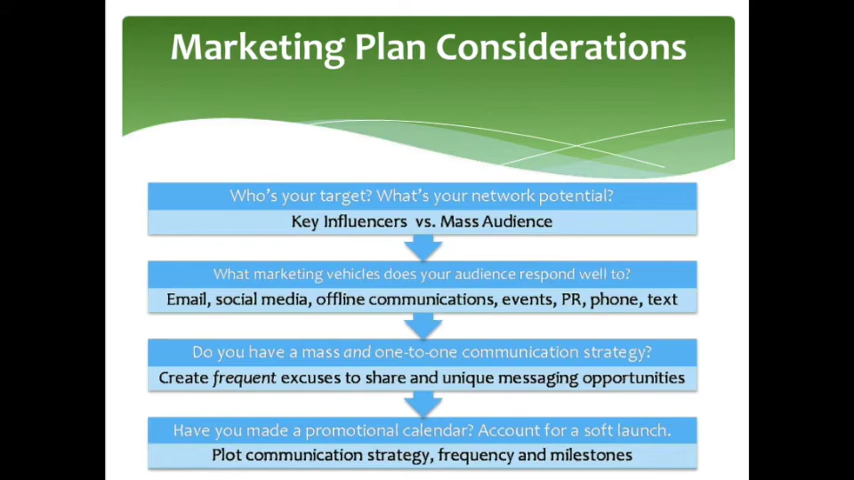 Marketing Plan Considerations
Who's your target? What's your network potential?
Key Influencers vs. Mass Audience
What marketing vehicles does your audience respond well to?
Email, social media, offline communications, events, PR, phone, text
Do you have a mass and one-to-one communication strategy?
Create frequent excuses to share and unique messaging opportunities
Have you made a promotional calendar? Account for a soft launch.
Plot communication strategy, frequency and milestones